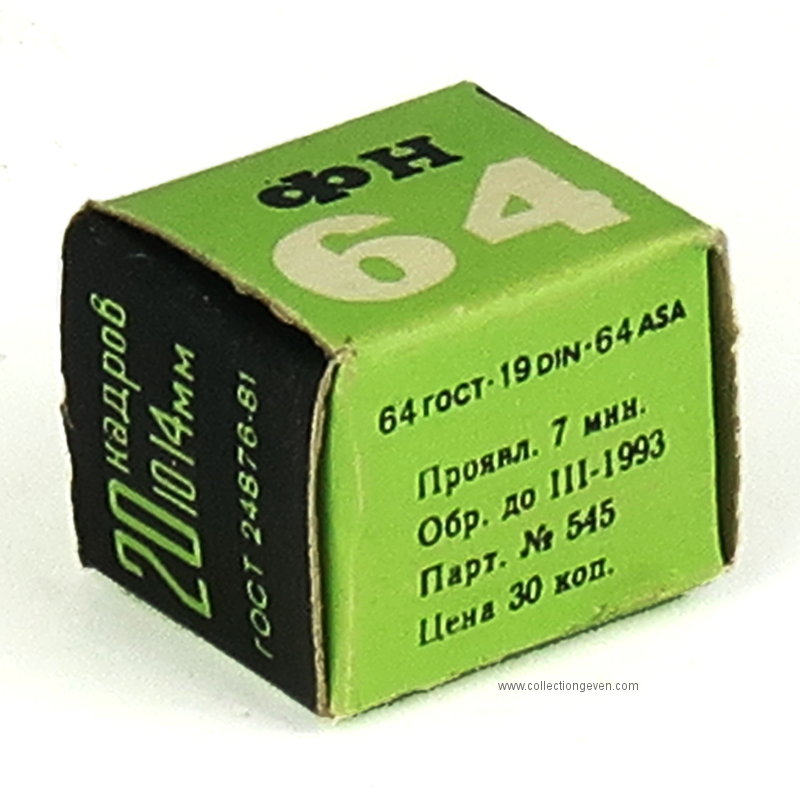 фн
64
64 ГОСТ·19 DIN·64 ASA
Проявл. 7 мин.
Обр. до III-1993
Парт. № 545
Цена 30 коп.
20 кадров
10·14мм
ГОСТ 24876-81
www.collectiongeven.com